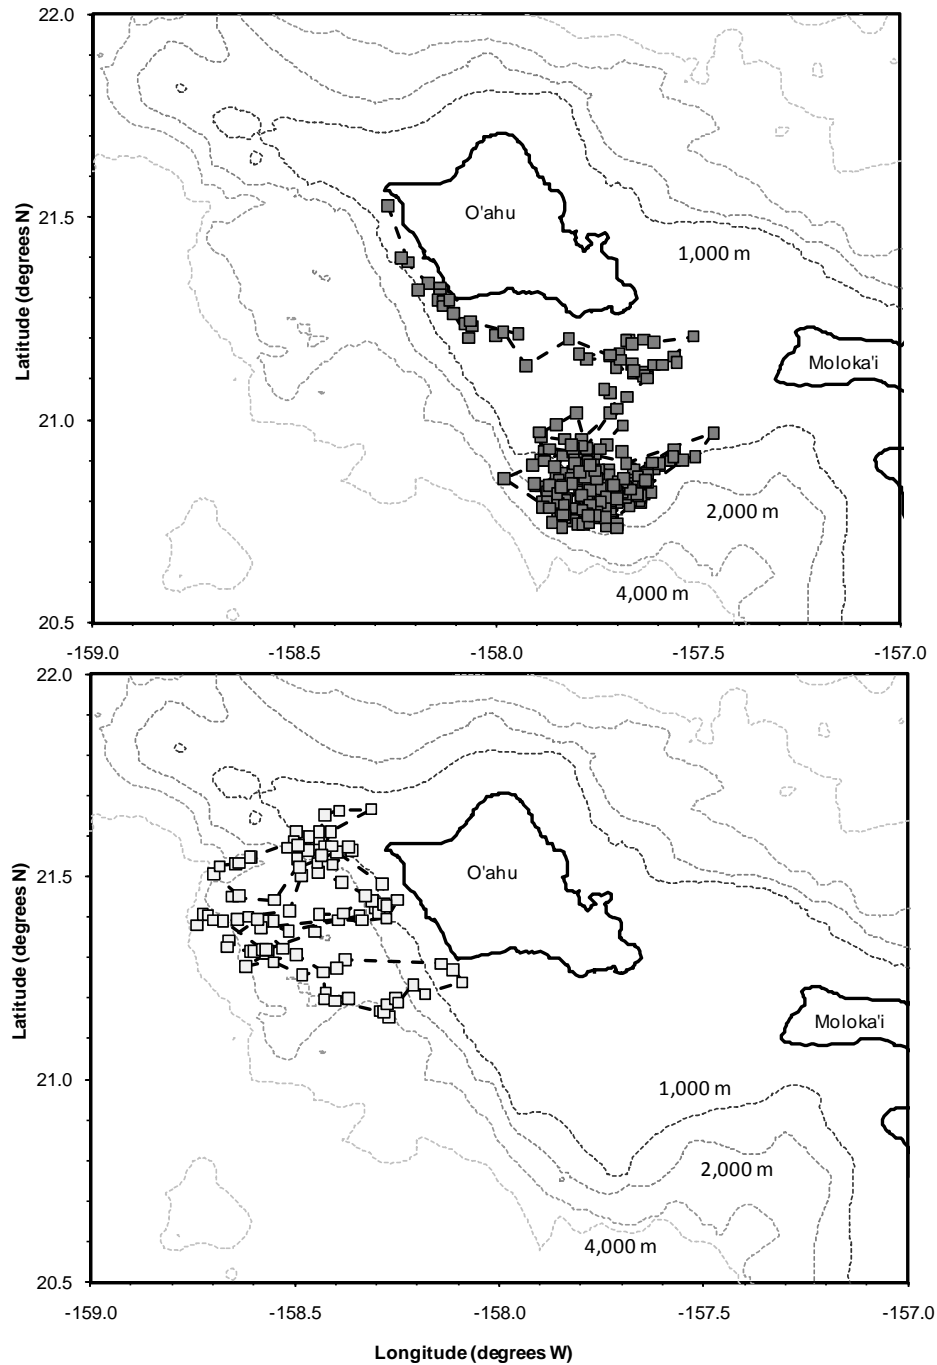 22.0
O'ahu
21.5
1,000 m
Latitude (degrees N)
Moloka'i
21.0
2,000 m
4,000 m
20.5
-159.0 -158.5 -158.0 -157.5 -157.0
22.0
O'ahu
21.5
Latitude (degrees N)
Moloka'i
21.0
1,000 m
2,000 m
4,000 m
20.5
-159.0 -158.5 -158.0 -157.5 -157.0
Longitude (degrees W)